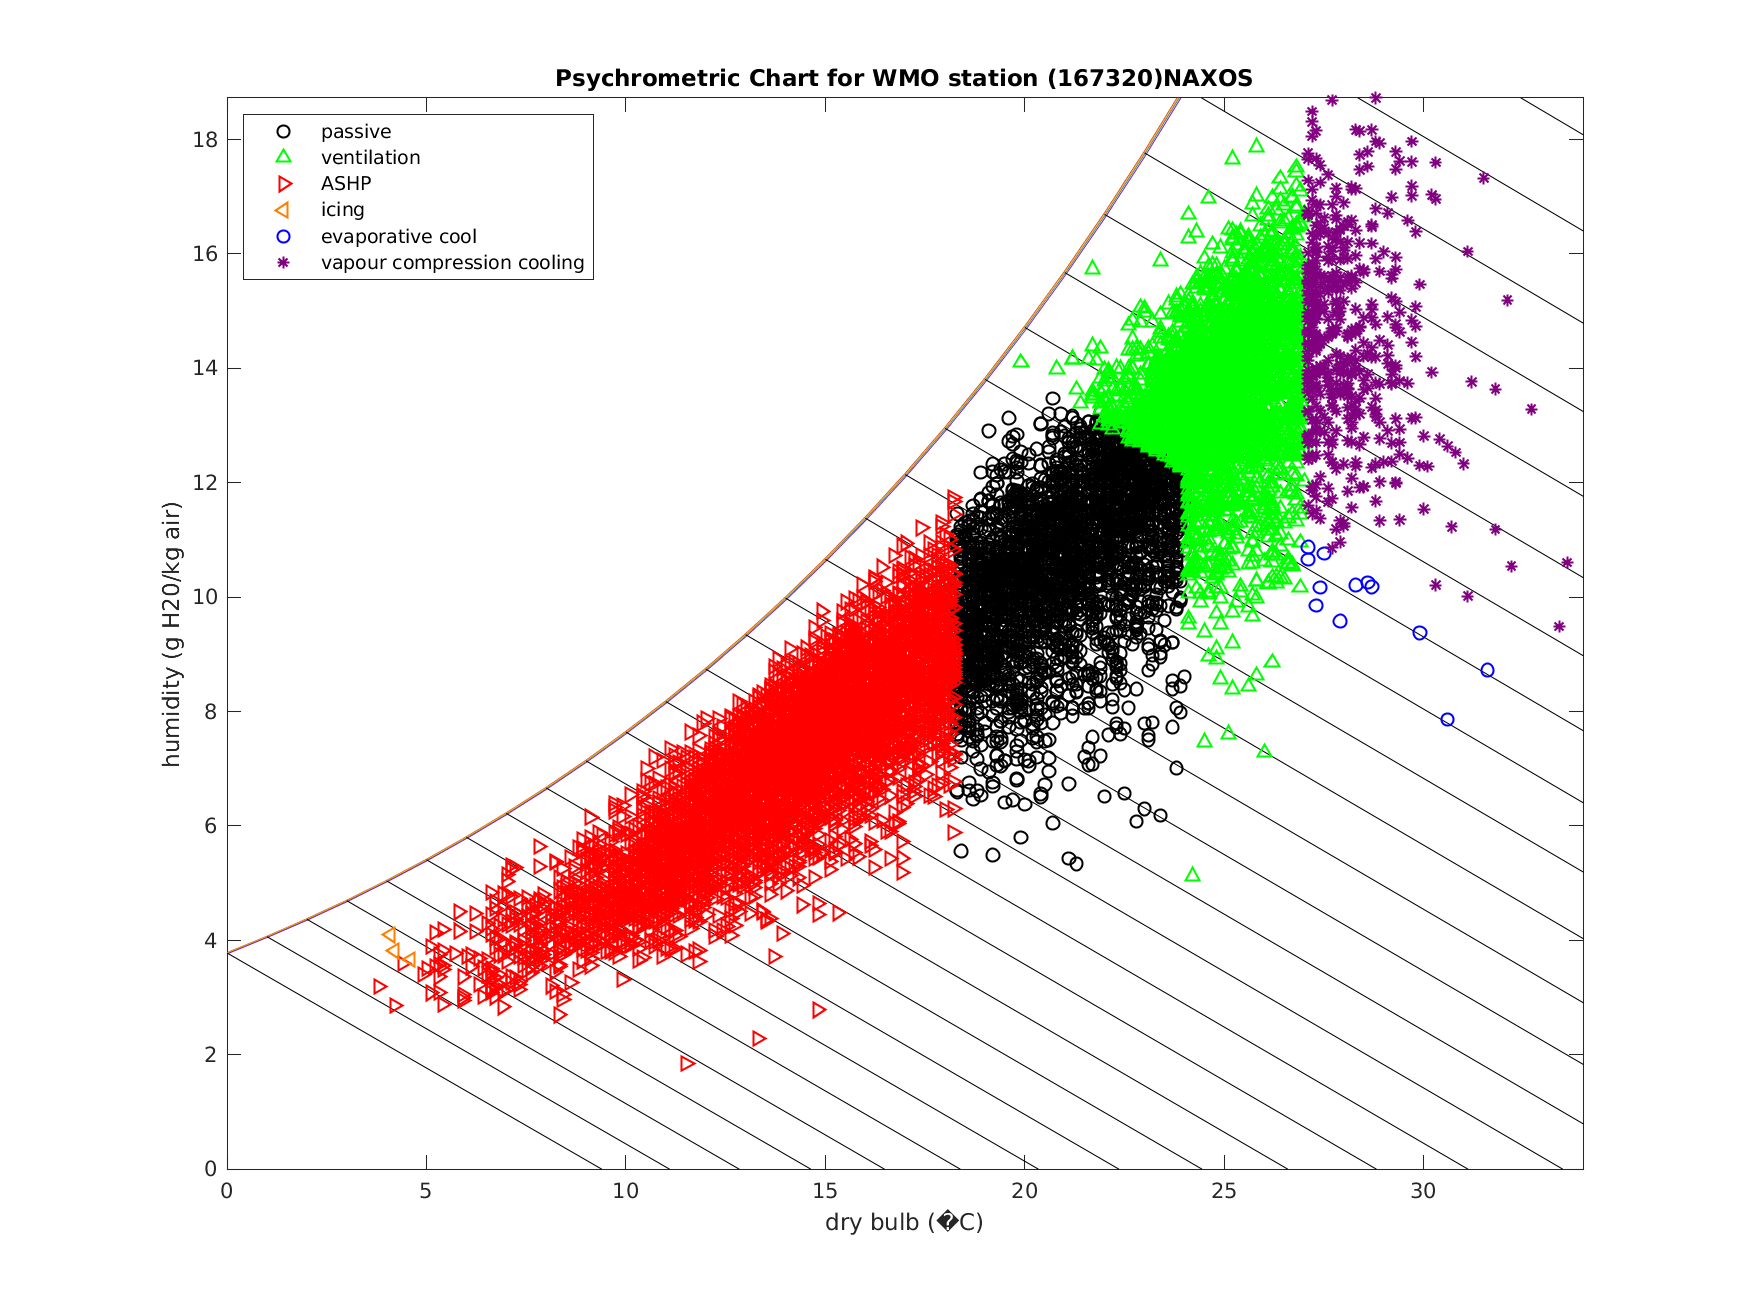 Psychrometric Chart for WMO station (167320)NAXOS
passive
ventilation
ASHP
icing
evaporative cool
vapour compression cooling
humidity (g H20/kg air)
18
16
14
12
10
8
6
4
2
0
0 5 10 15 20 25 30
dry bulb (�C)